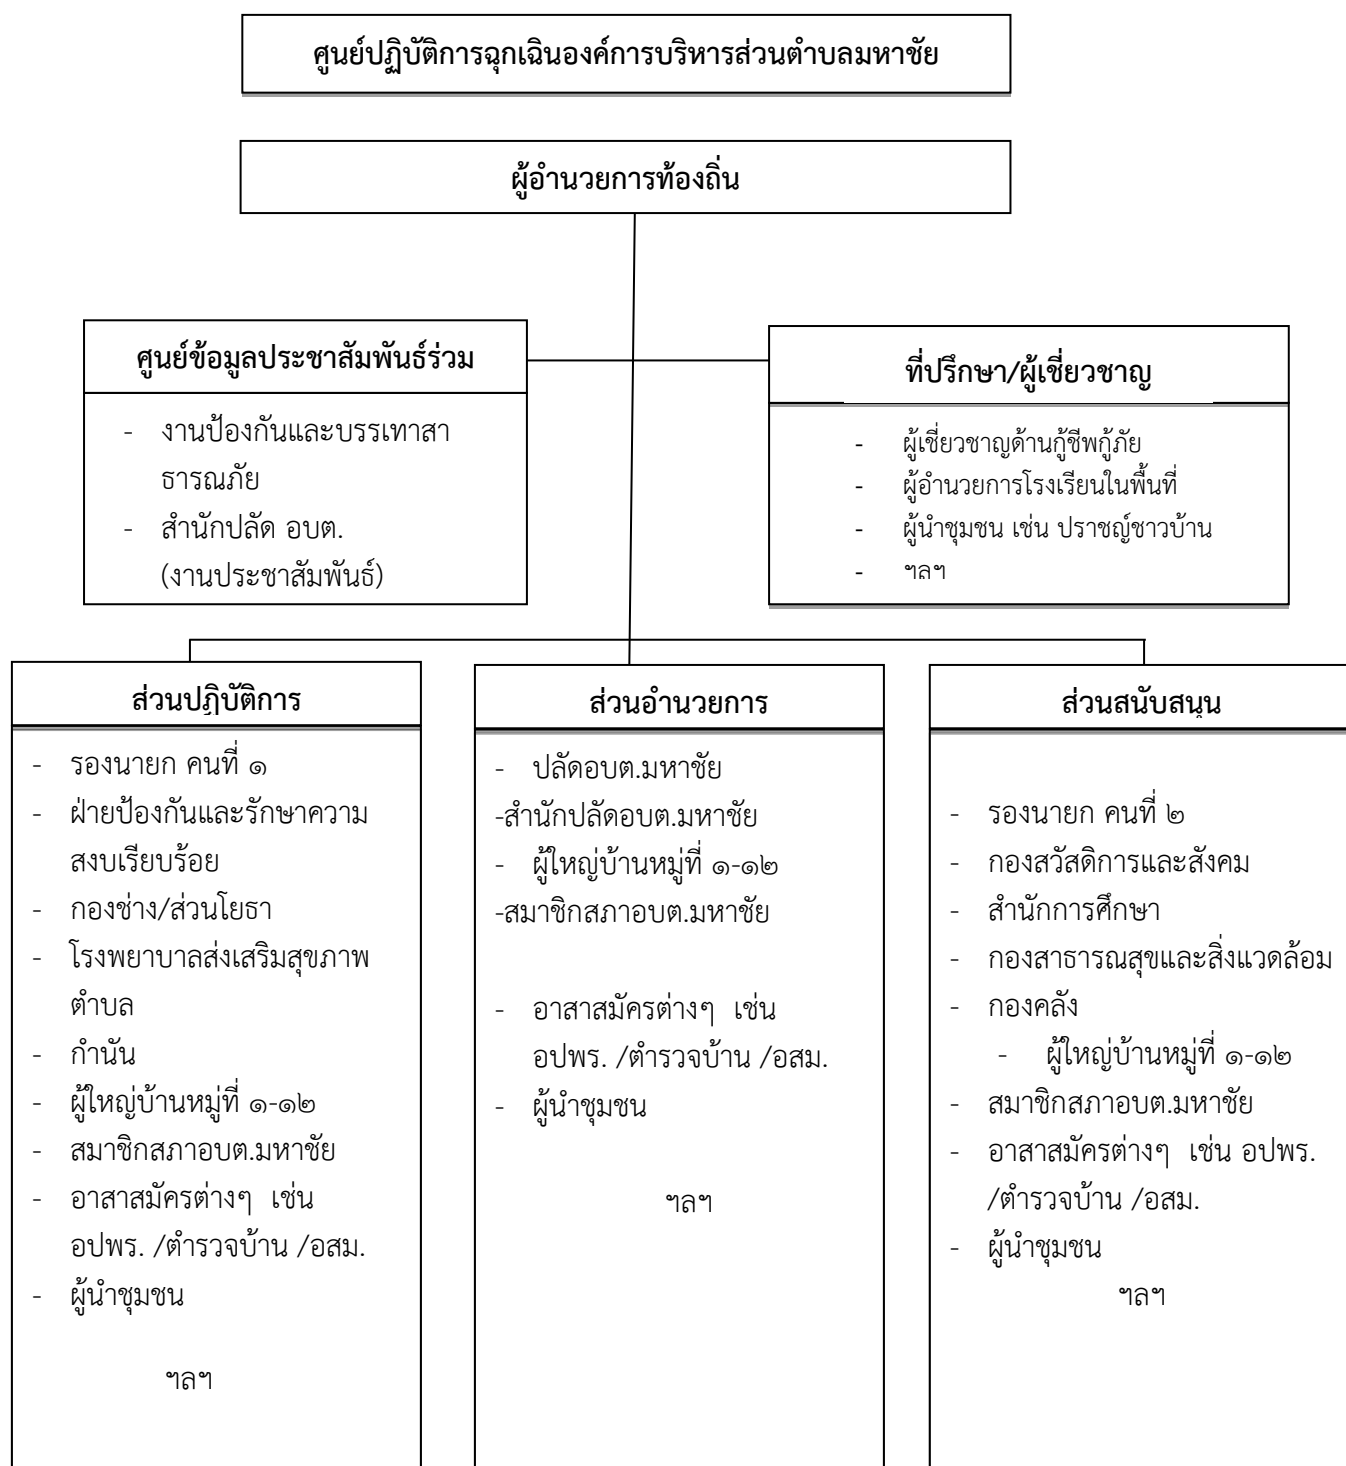 ศูนย์ปฏิบัติการฉุกเฉินองค์การบริหารส่วนตำบลมหาชัย
ผู้อำนวยการท้องถิ่น
ศูนย์ข้อมูลประชาสัมพันธ์ร่วม
- งานป้องกันและบรรเทาสา
ธารณภัย
- สำนักปลัด อบต.
(งานประชาสัมพันธ์)
ที่ปรึกษา/ผู้เชี่ยวชาญ
- ผู้เชี่ยวชาญด้านกู้ชีพกู้ภัย
- ผู้อำนวยการโรงเรียนในพื้นที่
- ผู้นำชุมชน เช่น ปราชญ์ชาวบ้าน
- ฯลฯ
ส่วนปฏิบัติการ
- รองนายก คนที่ ๑
- ฝ่ายป้องกันและรักษาความ
สงบเรียบร้อย
- กองช่าง/ส่วนโยธา
- โรงพยาบาลส่งเสริมสุขภาพ
ตำบล
- กำนัน
- ผู้ใหญ่บ้านหมู่ที่ ๑-๑๒
- สมาชิกสภาอบต.มหาชัย
- อาสาสมัครต่างๆ เช่น
อปพร. /ตำรวจบ้าน /อสม.
- ผู้นำชุมชน
ฯลฯ
ส่วนอำนวยการ
- ปลัดอบต.มหาชัย
-สำนักปลัดอบต.มหาชัย
- ผู้ใหญ่บ้านหมู่ที่ ๑-๑๒
-สมาชิกสภาอบต.มหาชัย
- อาสาสมัครต่างๆ เช่น
อปพร. /ตำรวจบ้าน /อสม.
- ผู้นำชุมชน
ฯลฯ
ส่วนสนับสนุน
- รองนายก คนที่ ๒
- กองสวัสดิการและสังคม
- สำนักการศึกษา
- กองสาธารณสุขและสิ่งแวดล้อม
- กองคลัง
- ผู้ใหญ่บ้านหมู่ที่ ๑-๑๒
- สมาชิกสภาอบต.มหาชัย
- อาสาสมัครต่างๆ เช่น อปพร.
/ตำรวจบ้าน /อสม.
- ผู้นำชุมชน
ฯลฯ